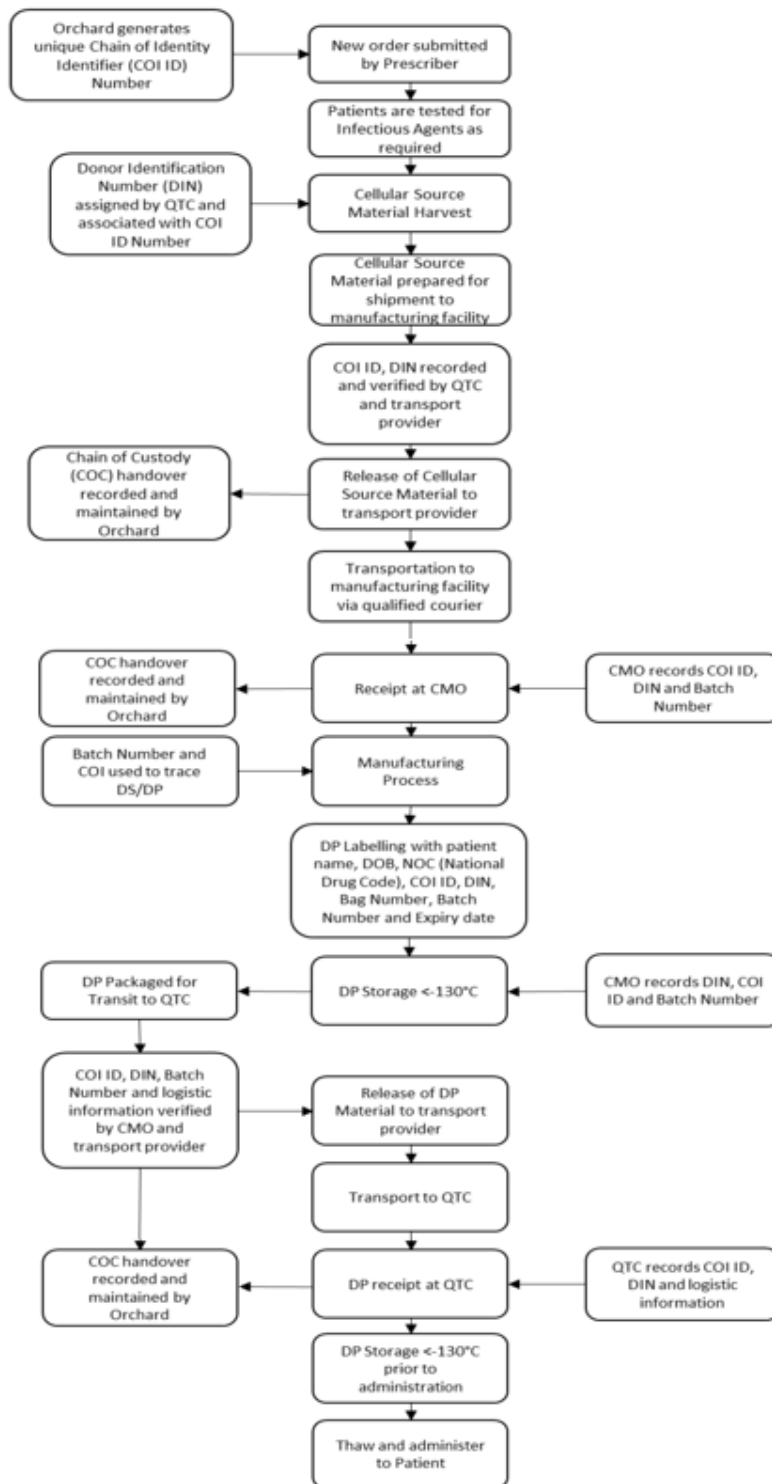 Orchard generates
unique Chain of Identity
Identifier (COI ID)
Number
New order submitted
by Prescriber
Patients are tested for
Infectious Agents as
required
Donor Identification
Number (DIN)
assigned by QTC and
associated with COI
ID Number
Cellular Source
Material Harvest
Cellular Source
Material prepared for
shipment to
manufacturing facility
COI ID, DIN recorded
and verified by QTC
and transport
provider
Chain of Custody
(COC) handover
recorded and
maintained by
Orchard
Release of Cellular
Source Material to
transport provider
Transportation to
manufacturing facility
via qualified courier
COC handover
recorded and
maintained by
Orchard
Receipt at CMO
CMO records COI ID,
DIN and Batch
Number
Batch Number and
COI used to trace
DS/DP
Manufacturing
Process
DP Labelling with patient
name, DOB, NOC (National
Drug Code), COI ID, DIN,
Bag Number, Batch
Number and Expiry date
DP Packaged for
Transit to QTC
DP Storage <-130°C
CMO records DIN, COI
ID and Batch Number
COI ID, DIN, Batch
Number and logistic
information verified
by CMO and
transport provider
Release of DP
Material to transport
provider
Transport to QTC
COC handover
recorded and
maintained by
Orchard
DP receipt at QTC
QTC records COI ID,
DIN and logistic
information
DP Storage <-130°C
prior to
administration
Thaw and administer
to Patient